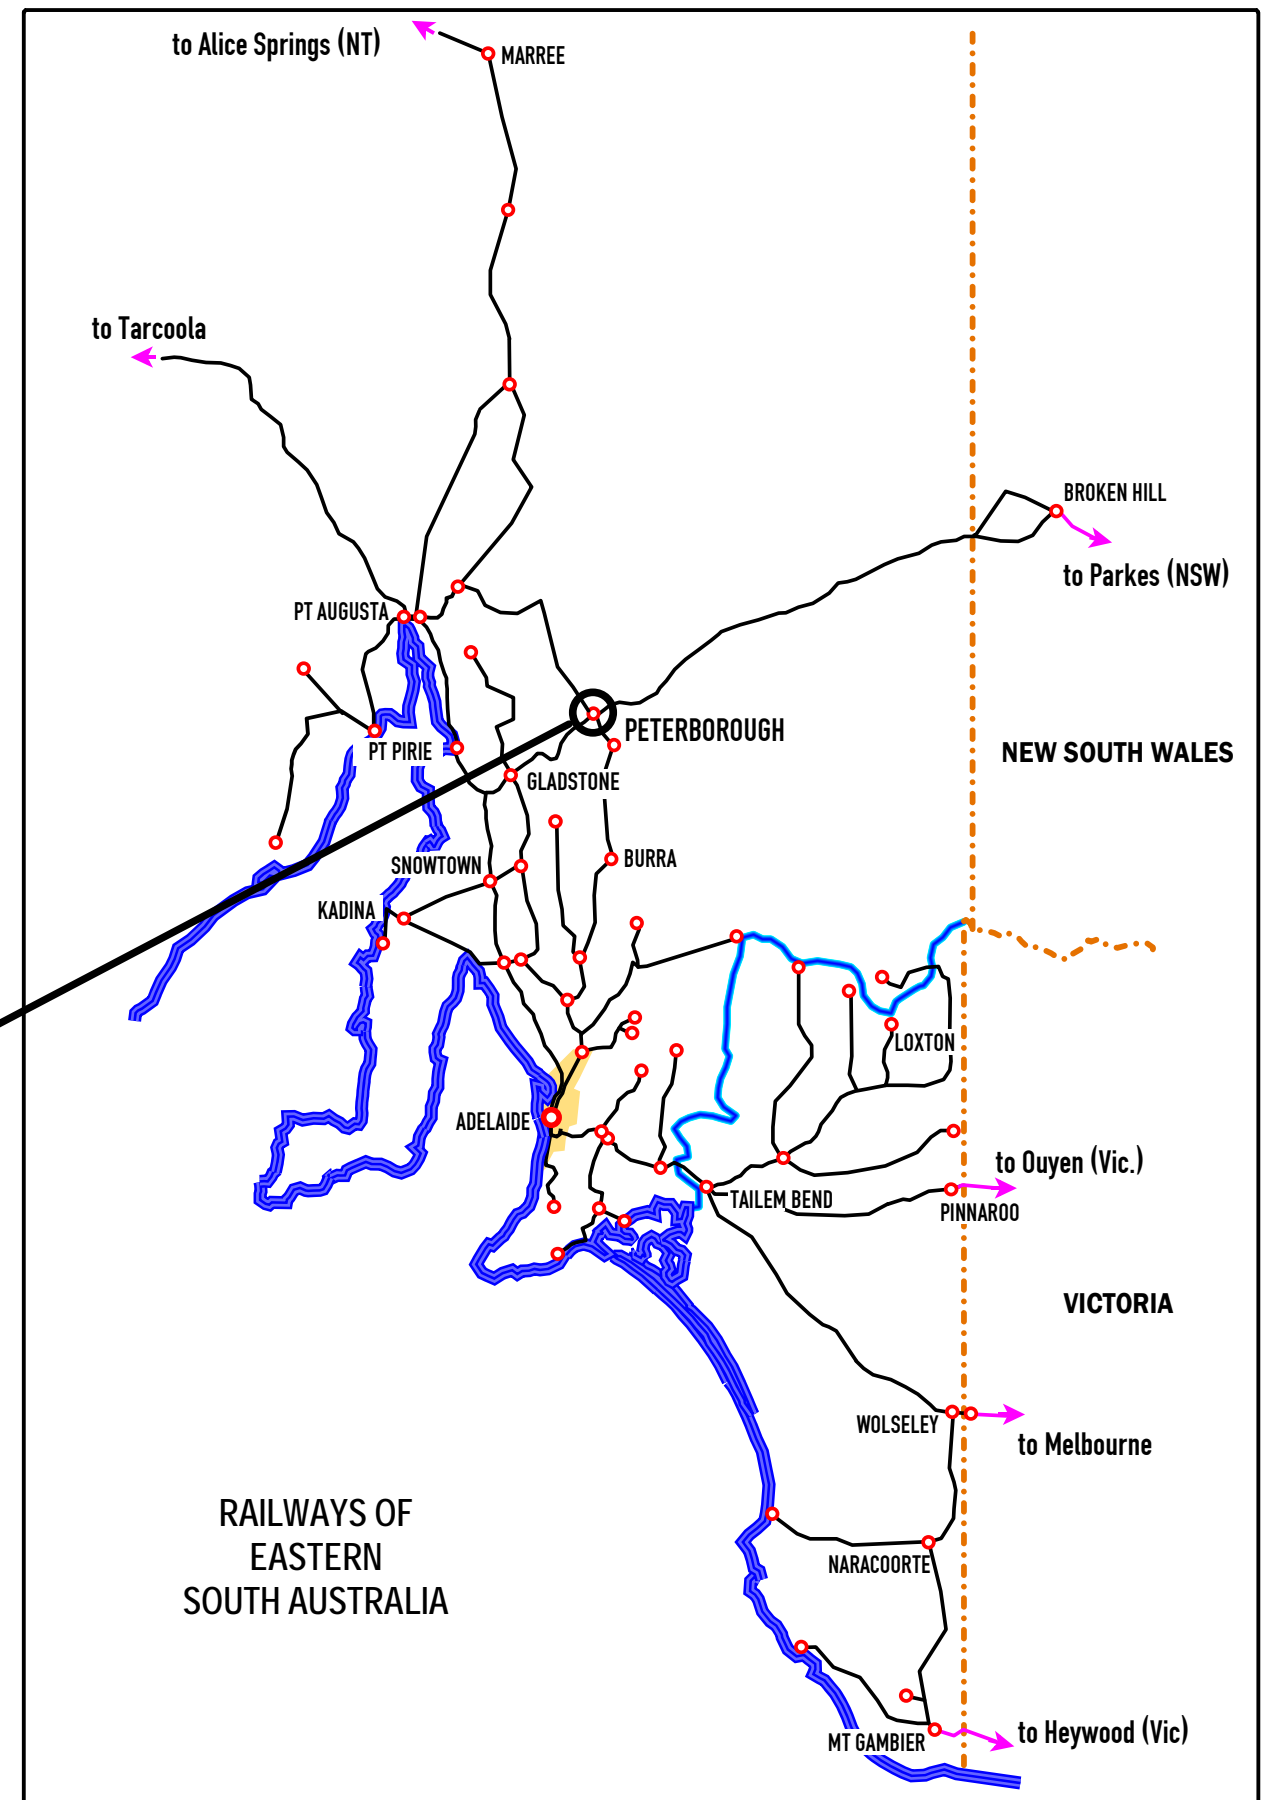 to Alice Springs (NT)
MARREE
to Tarcoola
BROKEN HILL
to Parkes (NSW)
PT AUGUSTA
PETERBOROUGH
PT PIRIE
NEW SOUTH WALES
GLADSTONE
SNOWTOWN
BURRA
KADINA
LOXTON
ADELAIDE
to Ouyen (Vic.)
TAILEM BEND
PINNAROO
VICTORIA
WOLSELEY
to Melbourne
RAILWAYS OF
EASTERN
SOUTH AUSTRALIA
NARACOORTE
MT GAMBIER
to Heywood (Vic)